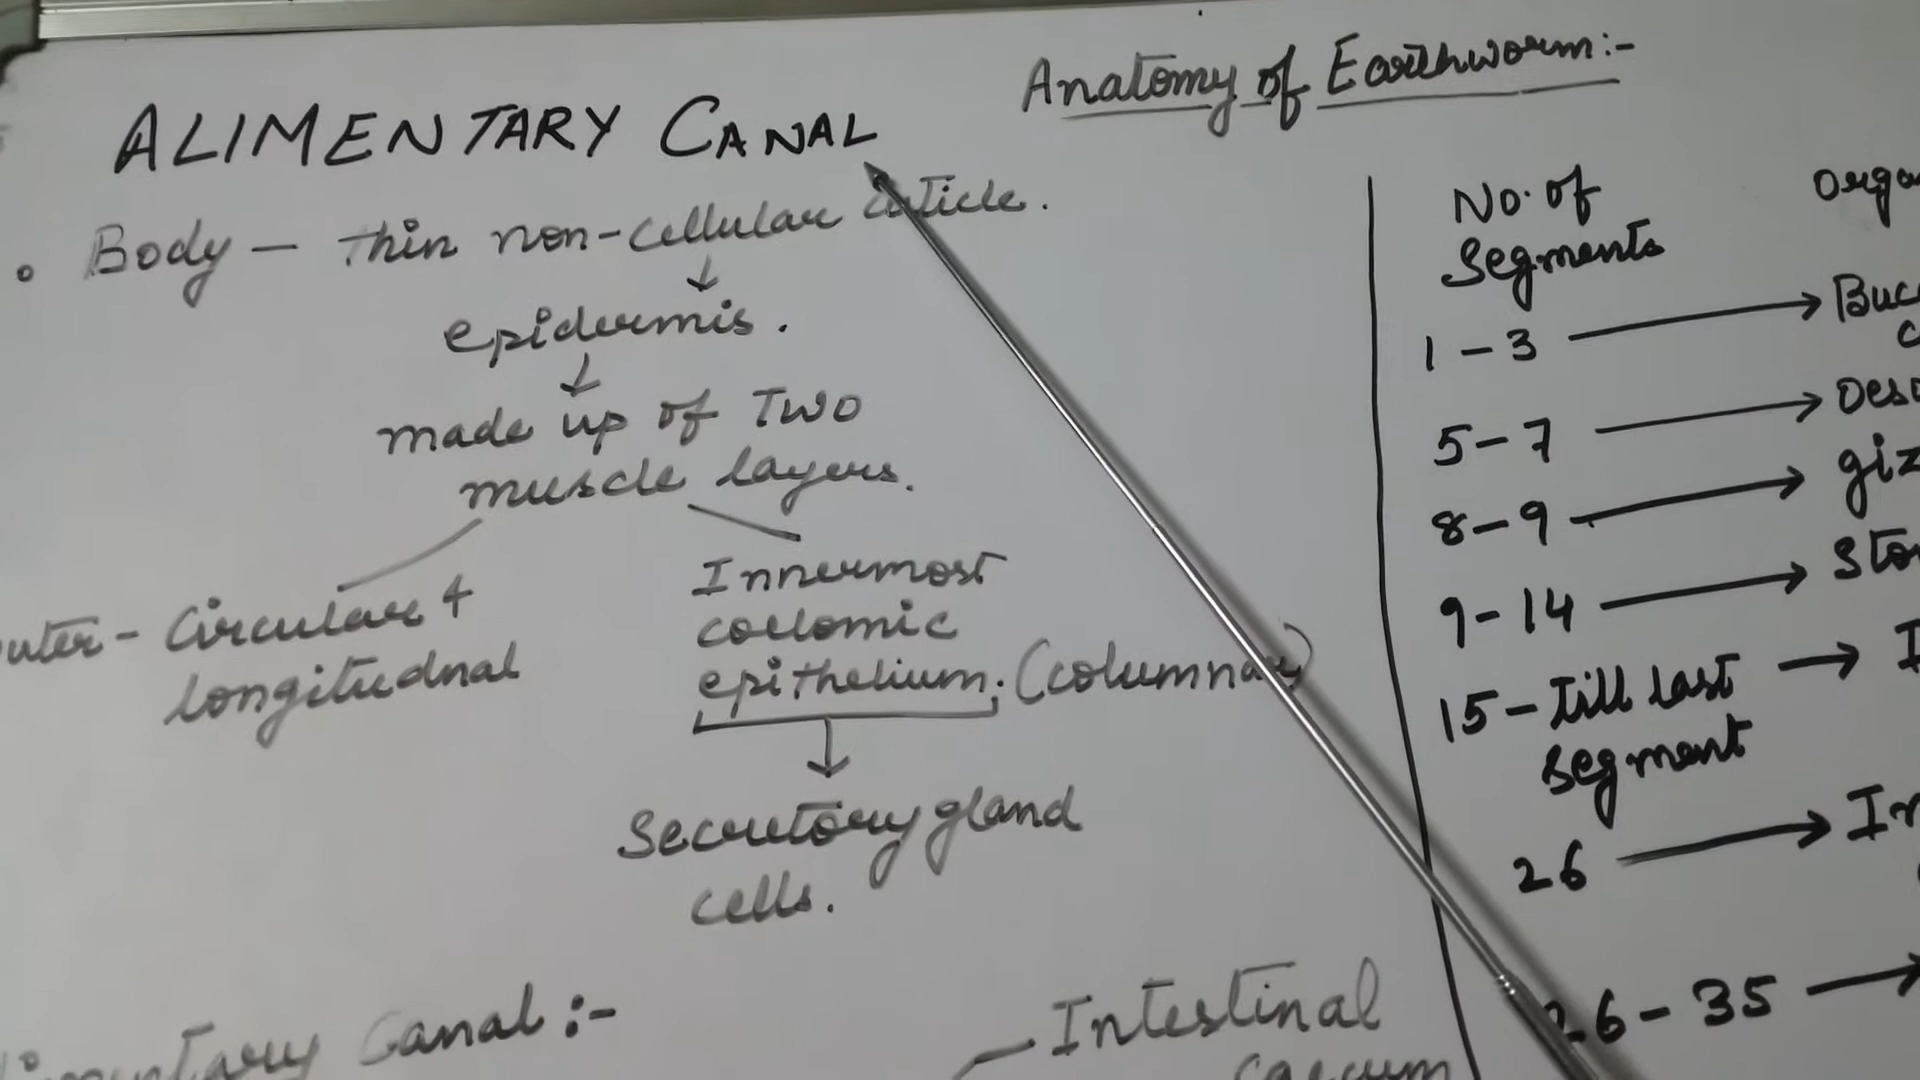 Anatomy of Earthworm:-
ALIMENTARY CANAL
• Body - Thin non-cellular cuticle.
↓
epidermis.
↓
made up of Two
muscle layers.
Circular +
longitudnal
Innermost
coelomic
epithelium. (columnar)
↓
Secretory gland
cells.
Canal :-
Intestinal
caecum
No. of
Segments
1-3 →
5-7 →
8-9 →
9-14 →
15 - Till last →
segment
26 →
26-35 →